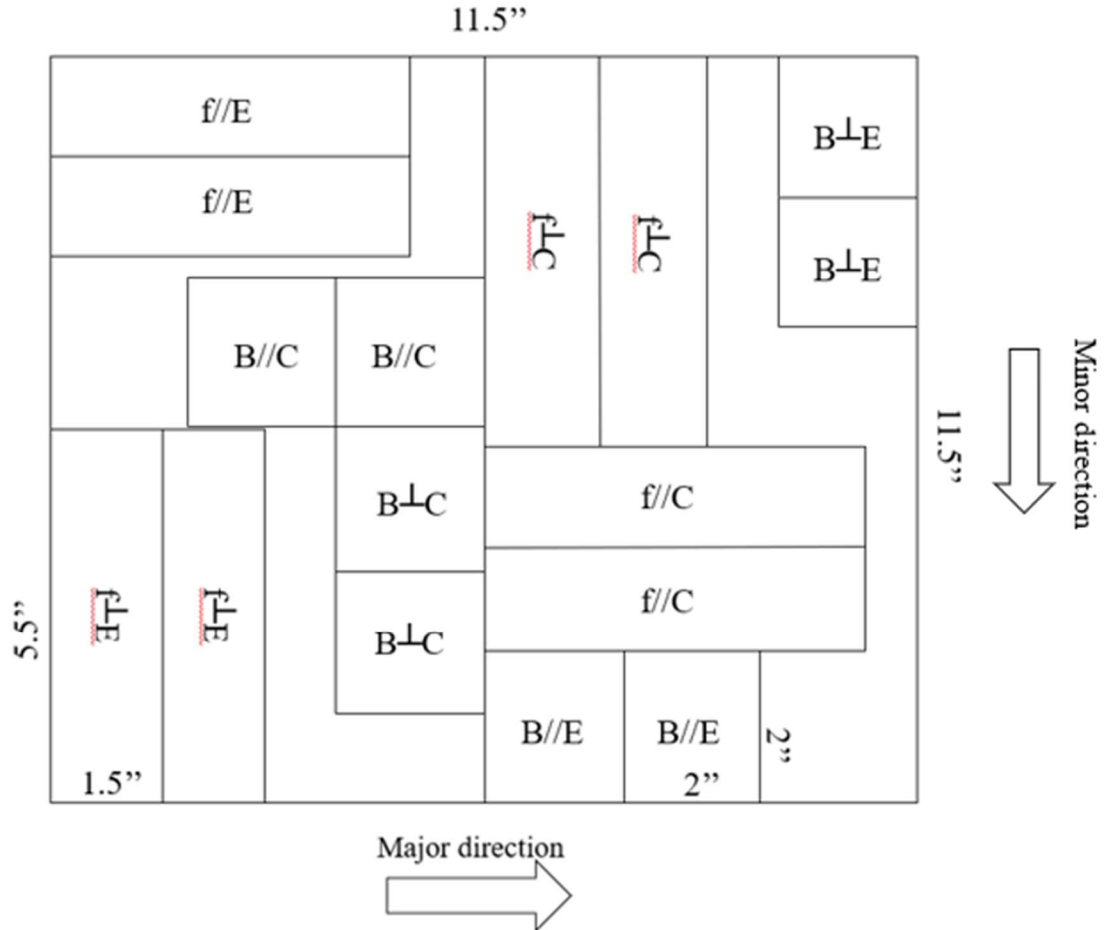 11.5”
f//E
f//E
f⊥C
f⊥C
B⊥E
B⊥E
B//C
B//C
Minor direction
11.5”
B⊥C
B⊥C
f//C
f//C
f⊥E
f⊥E
5.5”
1.5”
B//E
B//E
2”
2”
Major direction